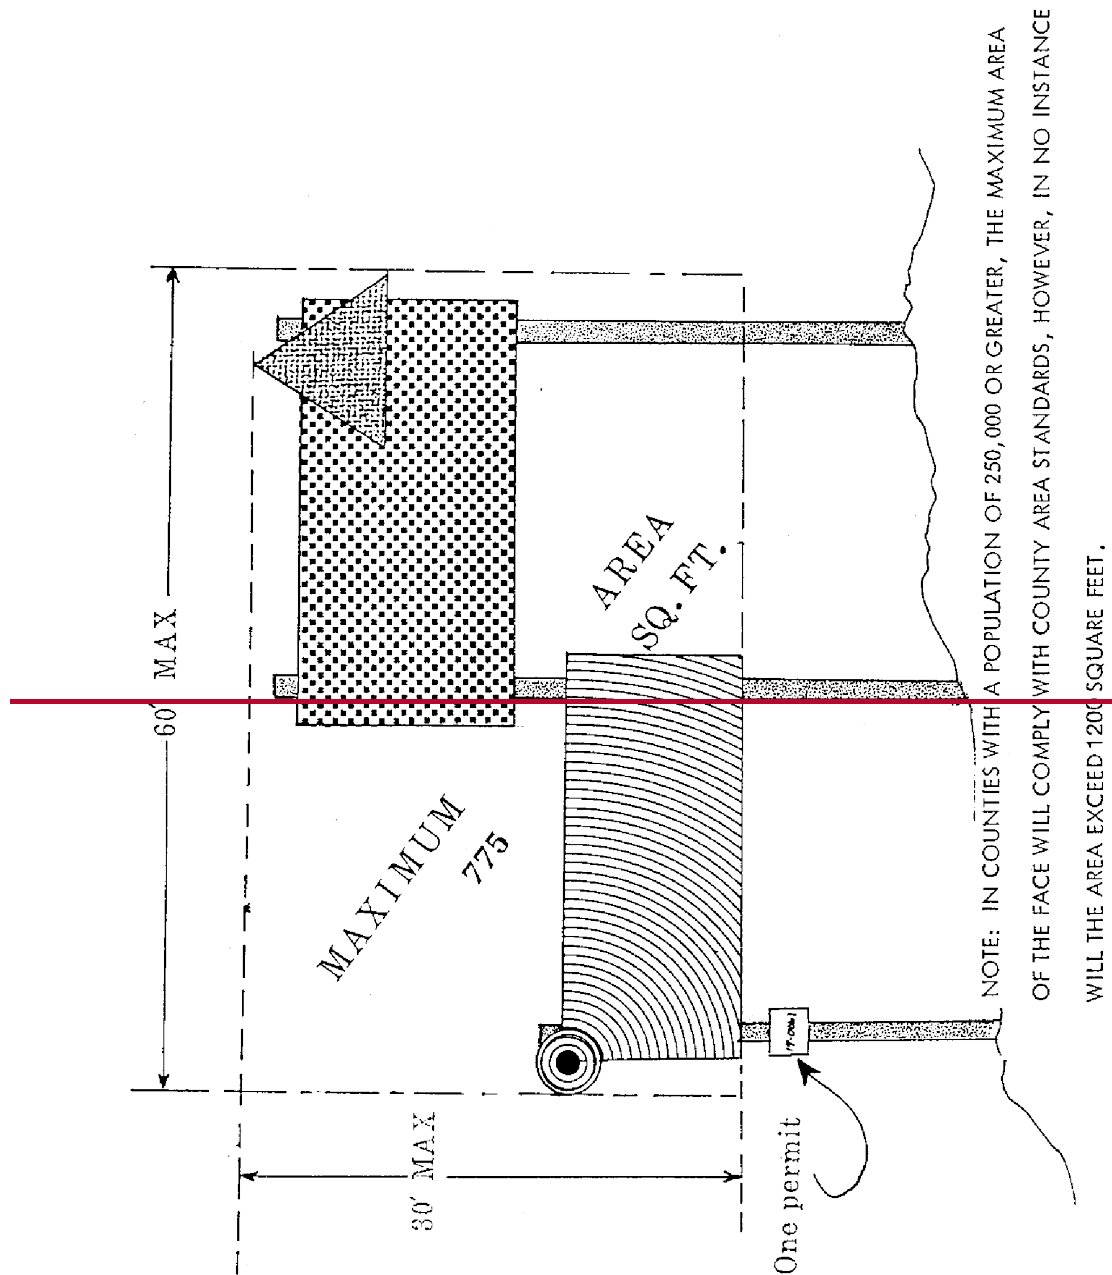 60' MAX
30' MAX
MAXIMUM AREA
775 SQ. FT.
One permit
NOTE: IN COUNTIES WITH A POPULATION OF 250,000 OR GREATER, THE MAXIMUM AREA
OF THE FACE WILL COMPLY WITH COUNTY AREA STANDARDS, HOWEVER, IN NO INSTANCE
WILL THE AREA EXCEED 1200 SQUARE FEET.